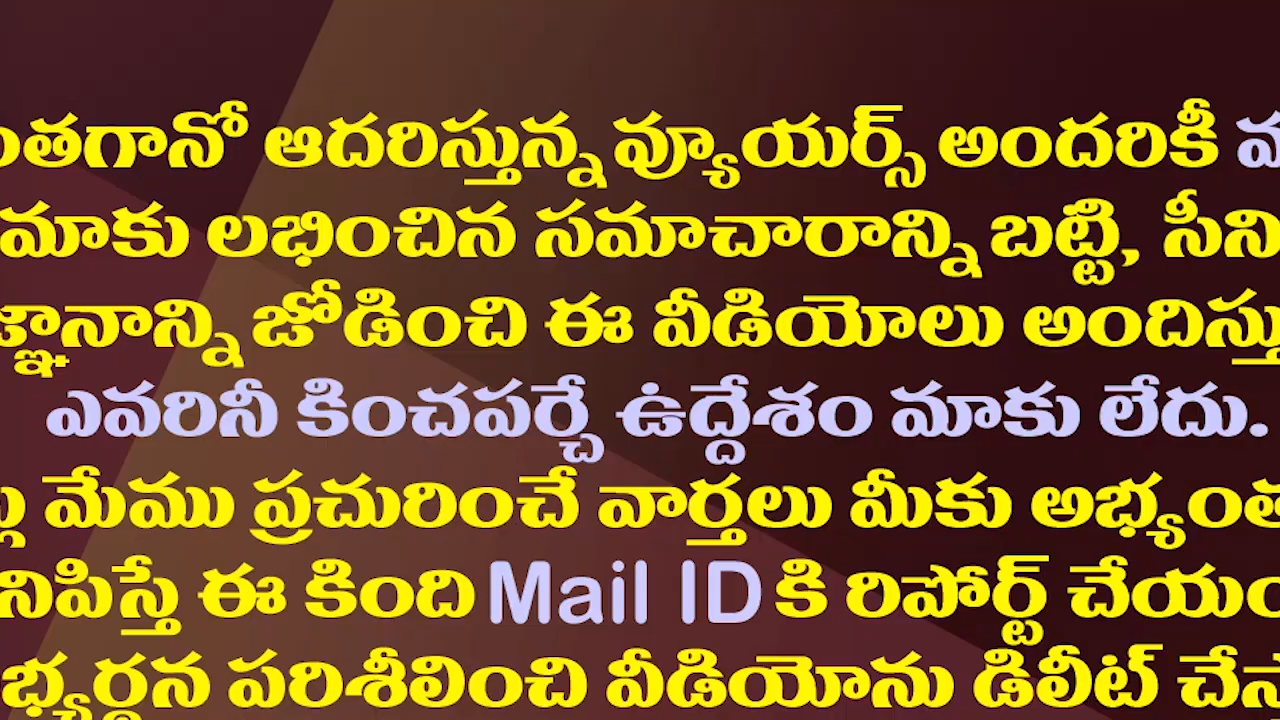 ంతగానో ఆదరిస్తున్న వ్యూయర్స్ అందరికీ
మాకు లభించిన సమాచారాన్ని బట్టి, సీని
జ్ఞానాన్ని జోడించి ఈ వీడియోలు అందిస్తు
ఎవరినీ కించపర్చే ఉద్దేశం మాకు లేదు.
మేము ప్రచురించే వార్తలు మీకు అభ్యంత
నిపిస్తే ఈ కింది Mail ID కి రిపోర్ట్ చేయం
భ్యర్థన పరిశీలించి వీడియోను డిలీట్ చేస